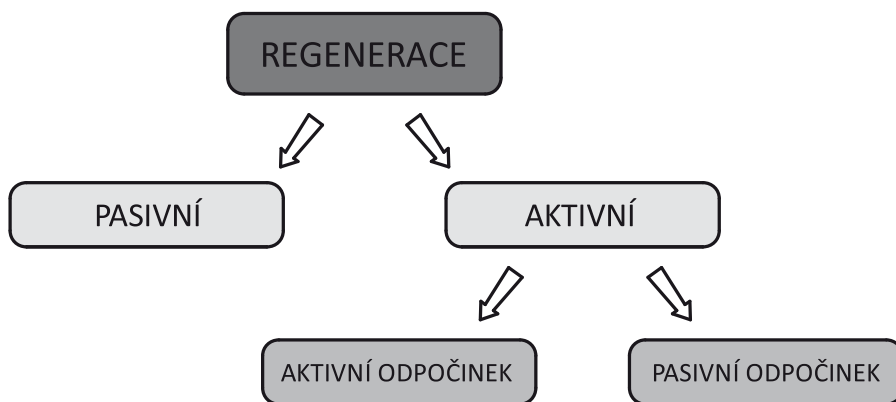 REGENERACE
PASIVNÍ
AKTIVNÍ
AKTIVNÍ ODPOČINEK
PASIVNÍ ODPOČINEK